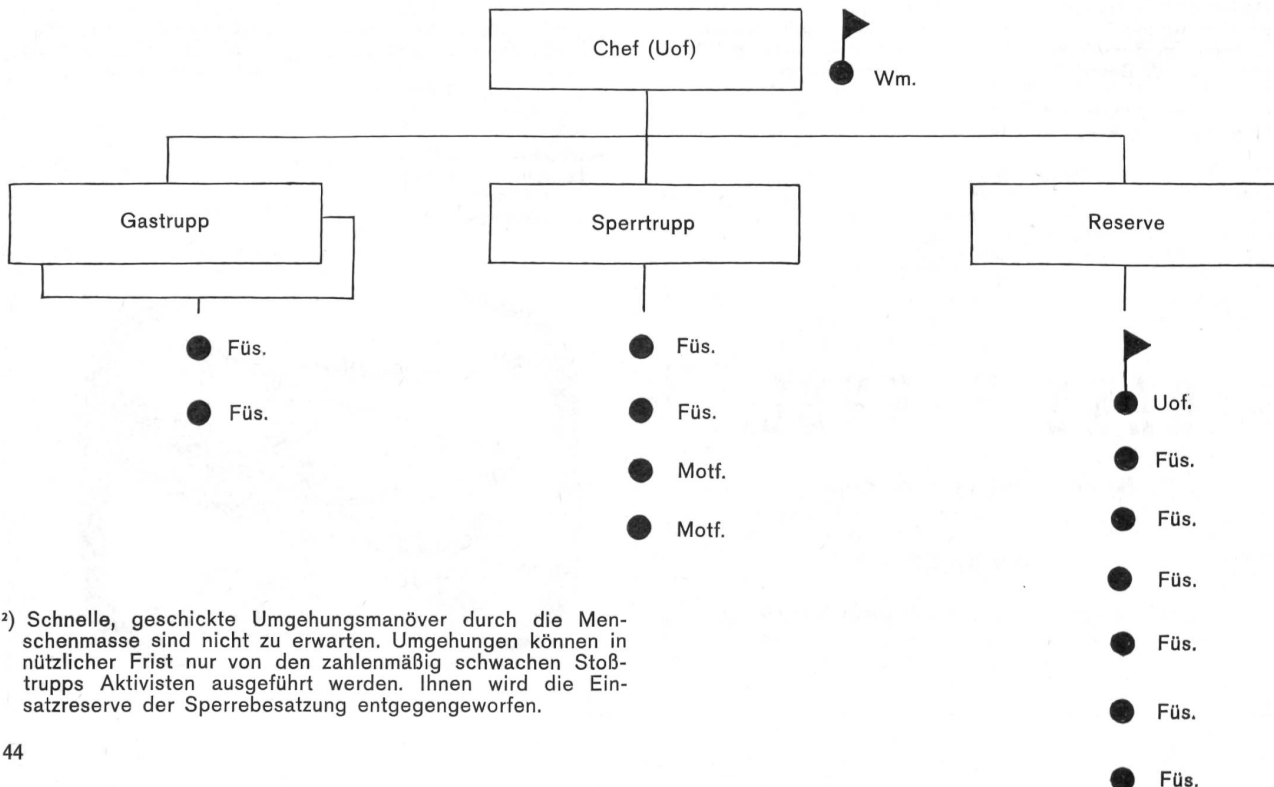 Chef (Uof)
Wm.
Gastrupp
Sperrtrupp
Reserve
Füs.
Füs.
Füs.
Füs.
Motf.
Motf.
Uof.
Füs.
Füs.
Füs.
Füs.
Füs.
Füs.
²) Schnelle, geschickte Umgehungsmanöver durch die Men-
schenmasse sind nicht zu erwarten. Umgehungen können in
nützlicher Frist nur von den zahlenmäßig schwachen Stoß-
trupps Aktivisten ausgeführt werden. Ihnen wird die Ein-
satzreserve der Sperrebesatzung entgegengeworfen.
44